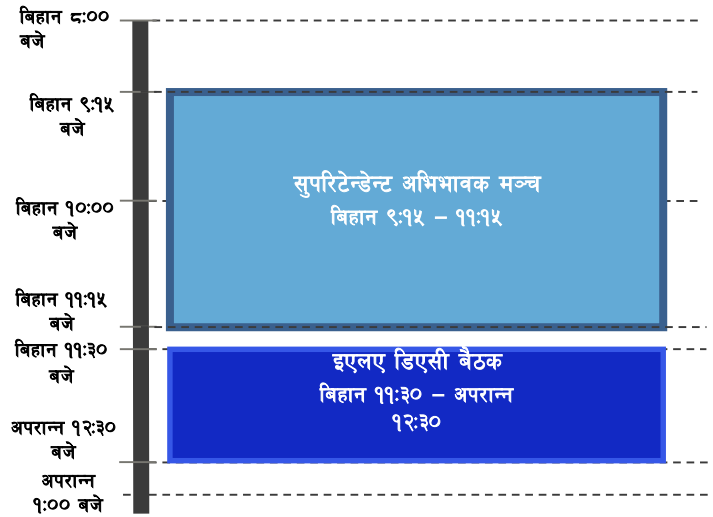 बिहान ८:००
बजे
बिहान ९:१५
बजे
सुपरिटेन्डेन्ट अभिभावक मञ्च
बिहान ९:१५ – ११:१५
बिहान १०:००
बजे
बिहान ११:१५
बजे
बिहान ११:३०
बजे
इएलए डिएसी बैठक
बिहान ११:३० – अपरान्न
१२:३०
अपरान्न १२:३०
बजे
अपरान्न
१:०० बजे